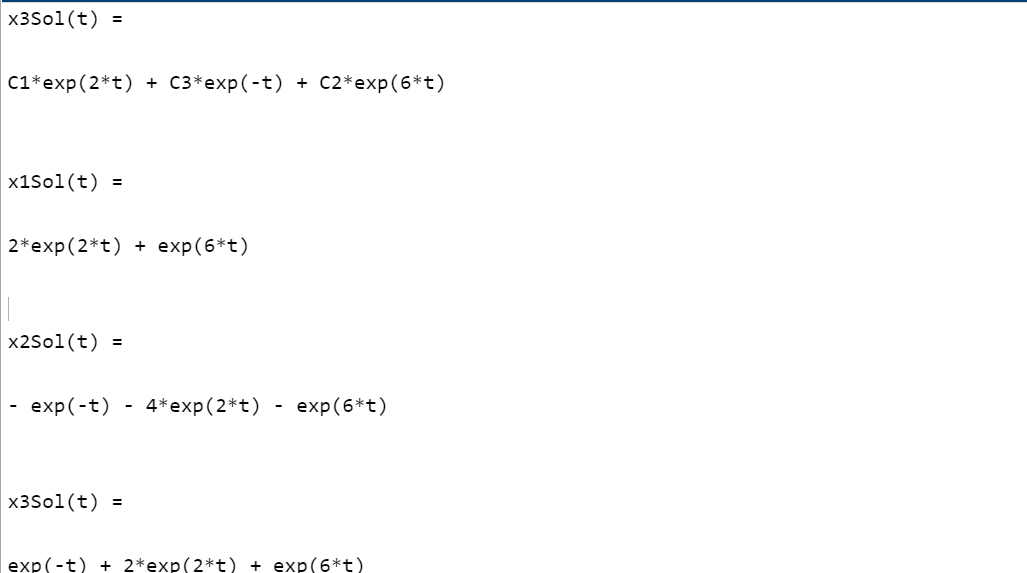 x3Sol(t) =
C1*exp(2*t) + C3*exp(-t) + C2*exp(6*t)
x1Sol(t) =
2*exp(2*t) + exp(6*t)
x2Sol(t) =
- exp(-t) - 4*exp(2*t) - exp(6*t)
x3Sol(t) =
exp(-t) + 2*exp(2*t) + exp(6*t)